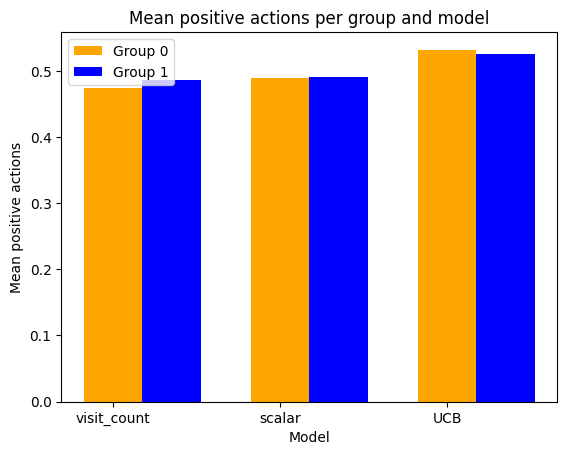 Mean positive actions per group and model
Group 0
Group 1
Mean positive actions
0.5
0.4
0.3
0.2
0.1
0.0
visit_count scalar UCB
Model